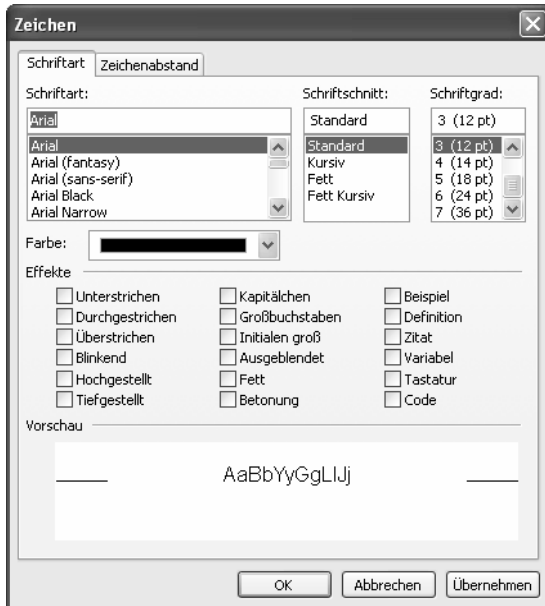 Zeichen
Schriftart Zeichenabstand
Schriftart: Schriftschnitt: Schriftgrad:
Arial Standard 3 (12 pt)
Arial Standard 3 (12 pt)
Arial (fantasy) Kursiv 4 (14 pt)
Arial (sans-serif) Fett 5 (18 pt)
Arial Black Fett Kursiv 6 (24 pt)
Arial Narrow 7 (36 pt)
Farbe:
Effekte
Unterstrichen Kapitälchen Beispiel
Durchgestrichen Großbuchstaben Definition
Überstrichen Initialen groß Zitat
Blinkend Ausgeblendet Variabel
Hochgestellt Fett Tastatur
Tiefgestellt Betonung Code
Vorschau
AaBbYyGgLlJj
OK Abbrechen Übernehmen